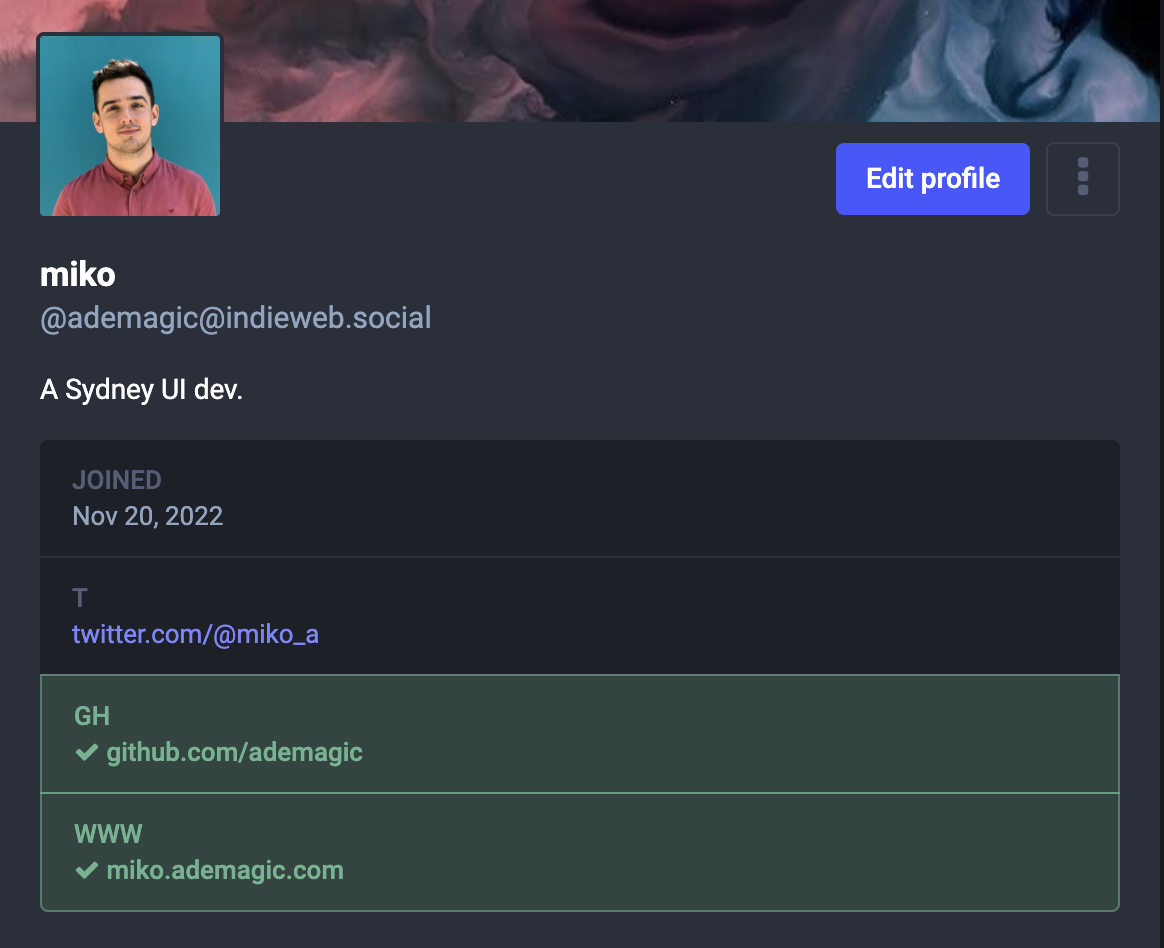 Edit profile
miko
@ademagic@indieweb.social
A Sydney UI dev.
JOINED
Nov 20, 2022
T
twitter.com/@miko_a
GH
github.com/ademagic
WWW
miko.ademagic.com